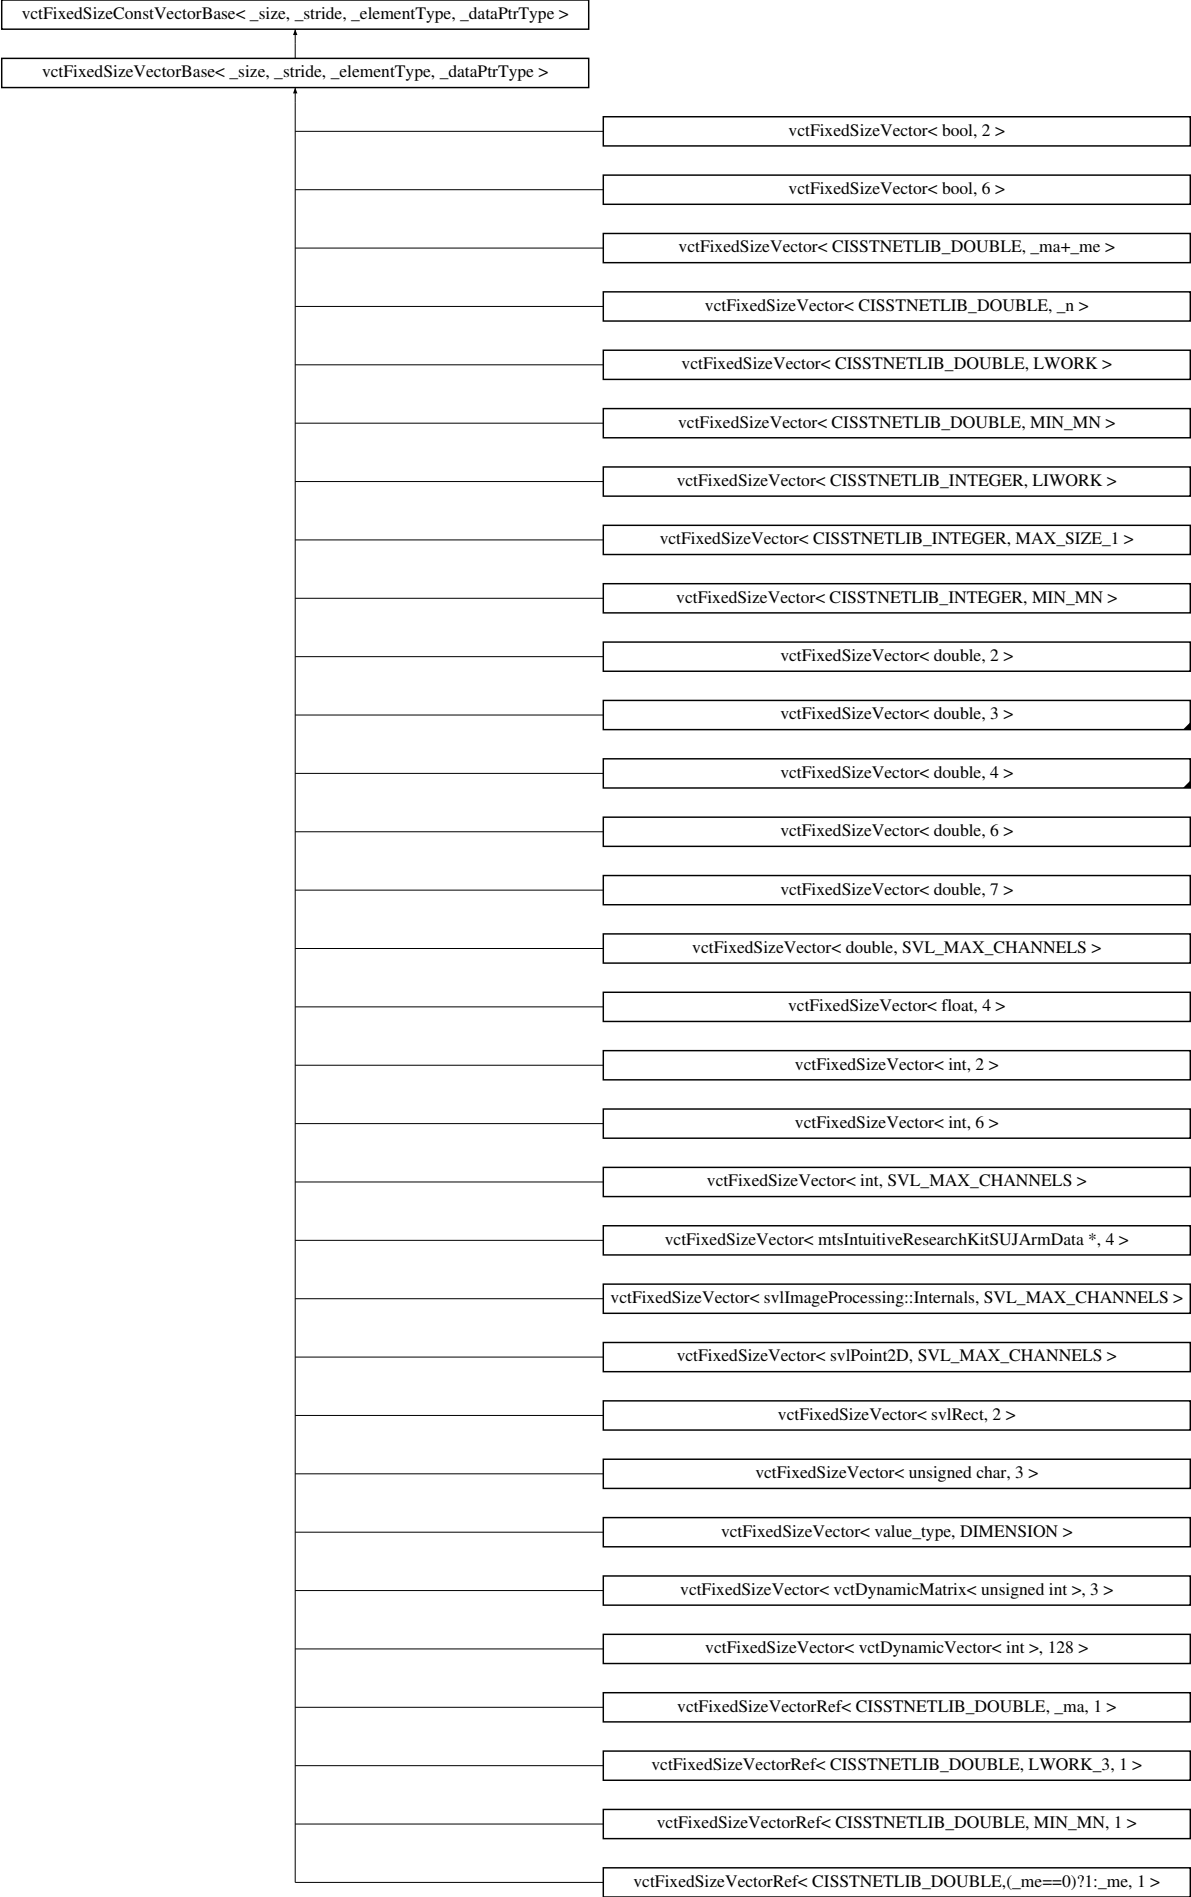 vctFixedSizeConstVectorBase< _size, _stride, _elementType, _dataPtrType >
vctFixedSizeVectorBase< _size, _stride, _elementType, _dataPtrType >
vctFixedSizeVector< bool, 2 >
vctFixedSizeVector< bool, 6 >
vctFixedSizeVector< CISSTNETLIB_DOUBLE, _ma+_me >
vctFixedSizeVector< CISSTNETLIB_DOUBLE, _n >
vctFixedSizeVector< CISSTNETLIB_DOUBLE, LWORK >
vctFixedSizeVector< CISSTNETLIB_DOUBLE, MIN_MN >
vctFixedSizeVector< CISSTNETLIB_INTEGER, LIWORK >
vctFixedSizeVector< CISSTNETLIB_INTEGER, MAX_SIZE_1 >
vctFixedSizeVector< CISSTNETLIB_INTEGER, MIN_MN >
vctFixedSizeVector< double, 2 >
vctFixedSizeVector< double, 3 >
vctFixedSizeVector< double, 4 >
vctFixedSizeVector< double, 6 >
vctFixedSizeVector< double, 7 >
vctFixedSizeVector< double, SVL_MAX_CHANNELS >
vctFixedSizeVector< float, 4 >
vctFixedSizeVector< int, 2 >
vctFixedSizeVector< int, 6 >
vctFixedSizeVector< int, SVL_MAX_CHANNELS >
vctFixedSizeVector< mtsIntuitiveResearchKitSUJArmData *, 4 >
vctFixedSizeVector< svlImageProcessing::Internals, SVL_MAX_CHANNELS >
vctFixedSizeVector< svlPoint2D, SVL_MAX_CHANNELS >
vctFixedSizeVector< svlRect, 2 >
vctFixedSizeVector< unsigned char, 3 >
vctFixedSizeVector< value_type, DIMENSION >
vctFixedSizeVector< vctDynamicMatrix< unsigned int >, 3 >
vctFixedSizeVector< vctDynamicVector< int >, 128 >
vctFixedSizeVectorRef< CISSTNETLIB_DOUBLE, _ma, 1 >
vctFixedSizeVectorRef< CISSTNETLIB_DOUBLE, LWORK_3, 1 >
vctFixedSizeVectorRef< CISSTNETLIB_DOUBLE, MIN_MN, 1 >
vctFixedSizeVectorRef< CISSTNETLIB_DOUBLE,(_me==0)?1:_me, 1 >